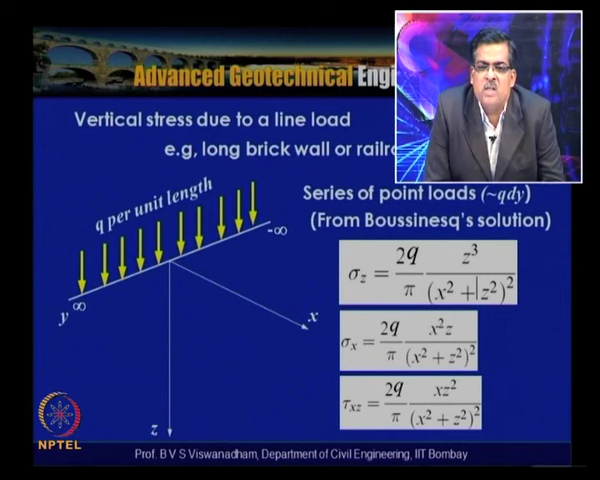 Advanced Geotechnical Engi
Vertical stress due to a line load
e.g, long brick wall or railro
q per unit length
Series of point loads (~qdy)
(From Boussinesq's solution)
-∞
σz = 2q/π z³/(x² + z²)²
y ∞
x
σx = 2q/π x²z/(x² + z²)²
τxz = 2q/π xz²/(x² + z²)²
z
NPTEL
Prof. B V S Viswanadham, Department of Civil Engineering, IIT Bombay